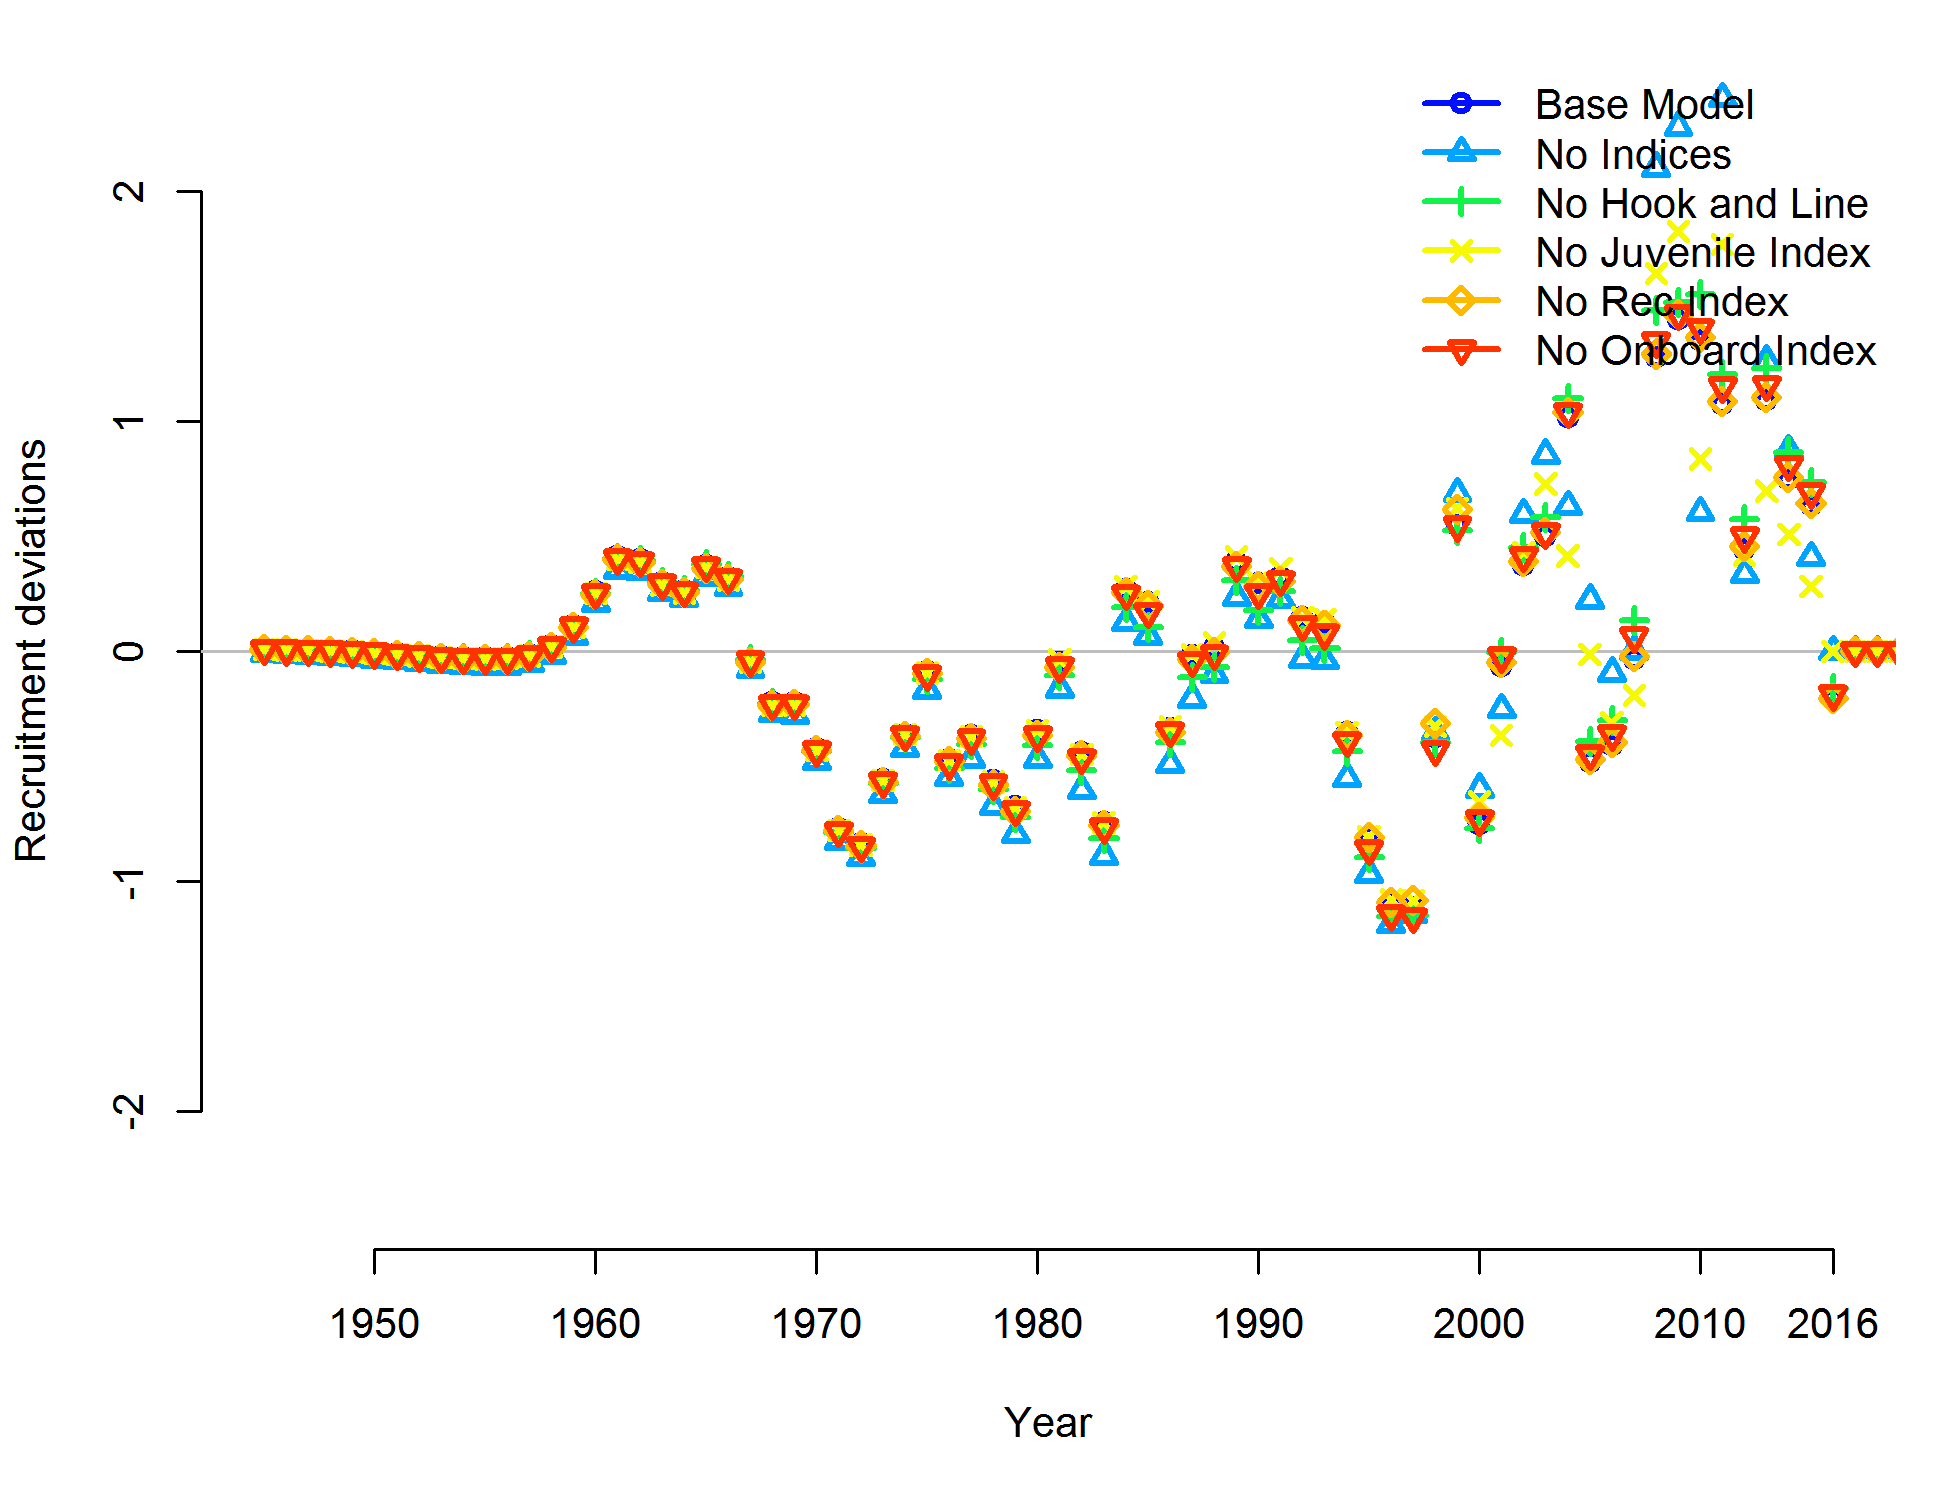 Base Model
No Indices
No Hook and Line
No Juvenile Index
No Rec Index
No Onboard Index
2
1
0
-1
-2
Recruitment deviations
1950
1960
1970
1980
1990
2000
2010
2016
Year